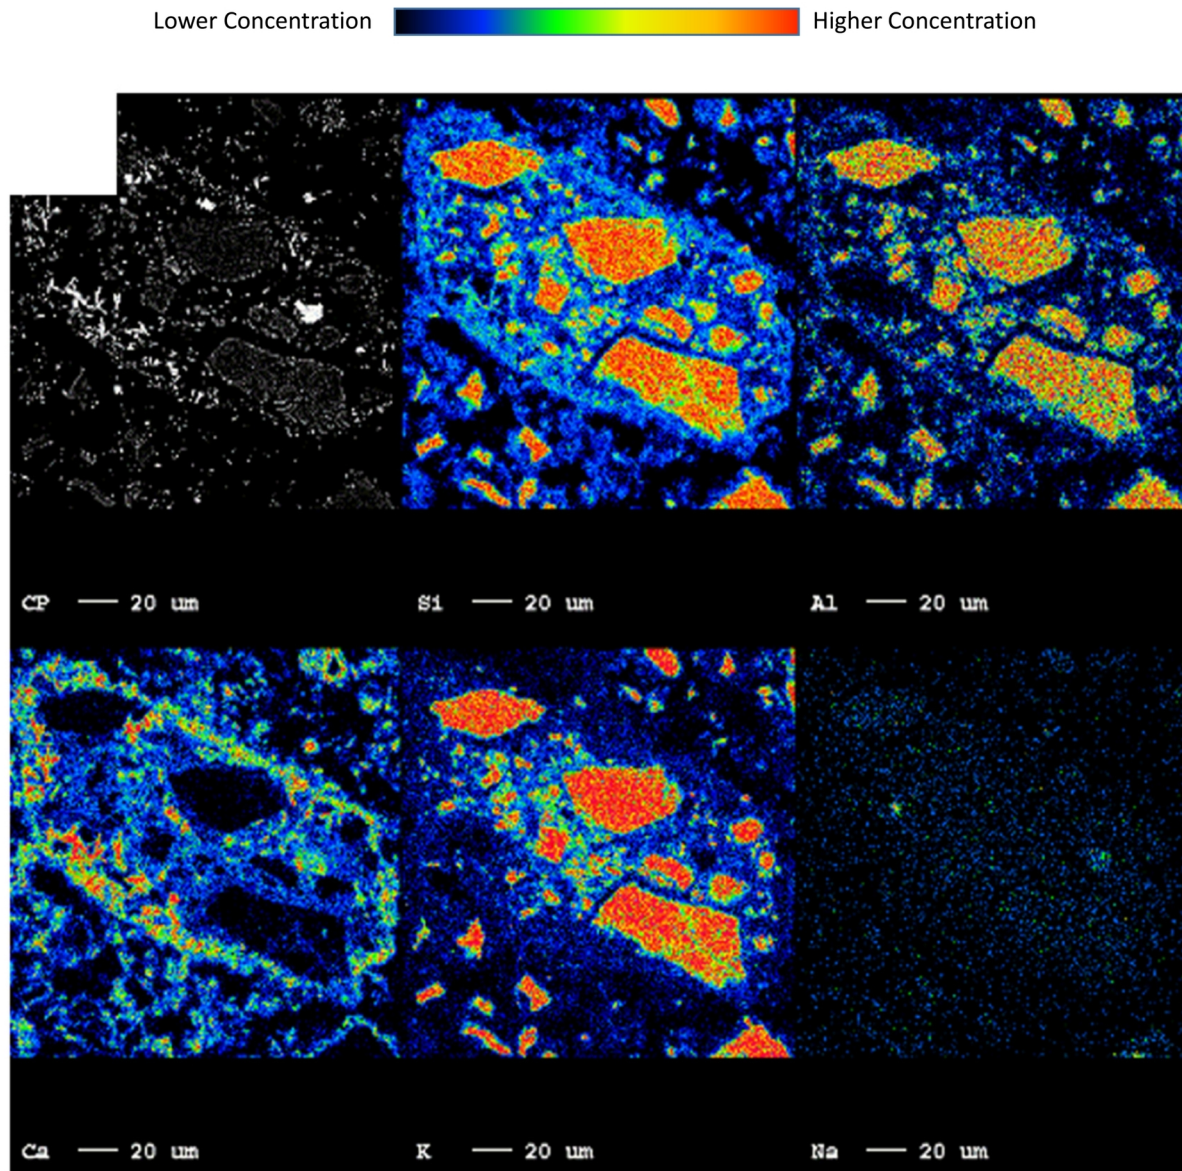 Lower Concentration Higher Concentration
CP 20 um Si 20 um Al 20 um
Ca 20 um K 20 um Na 20 um